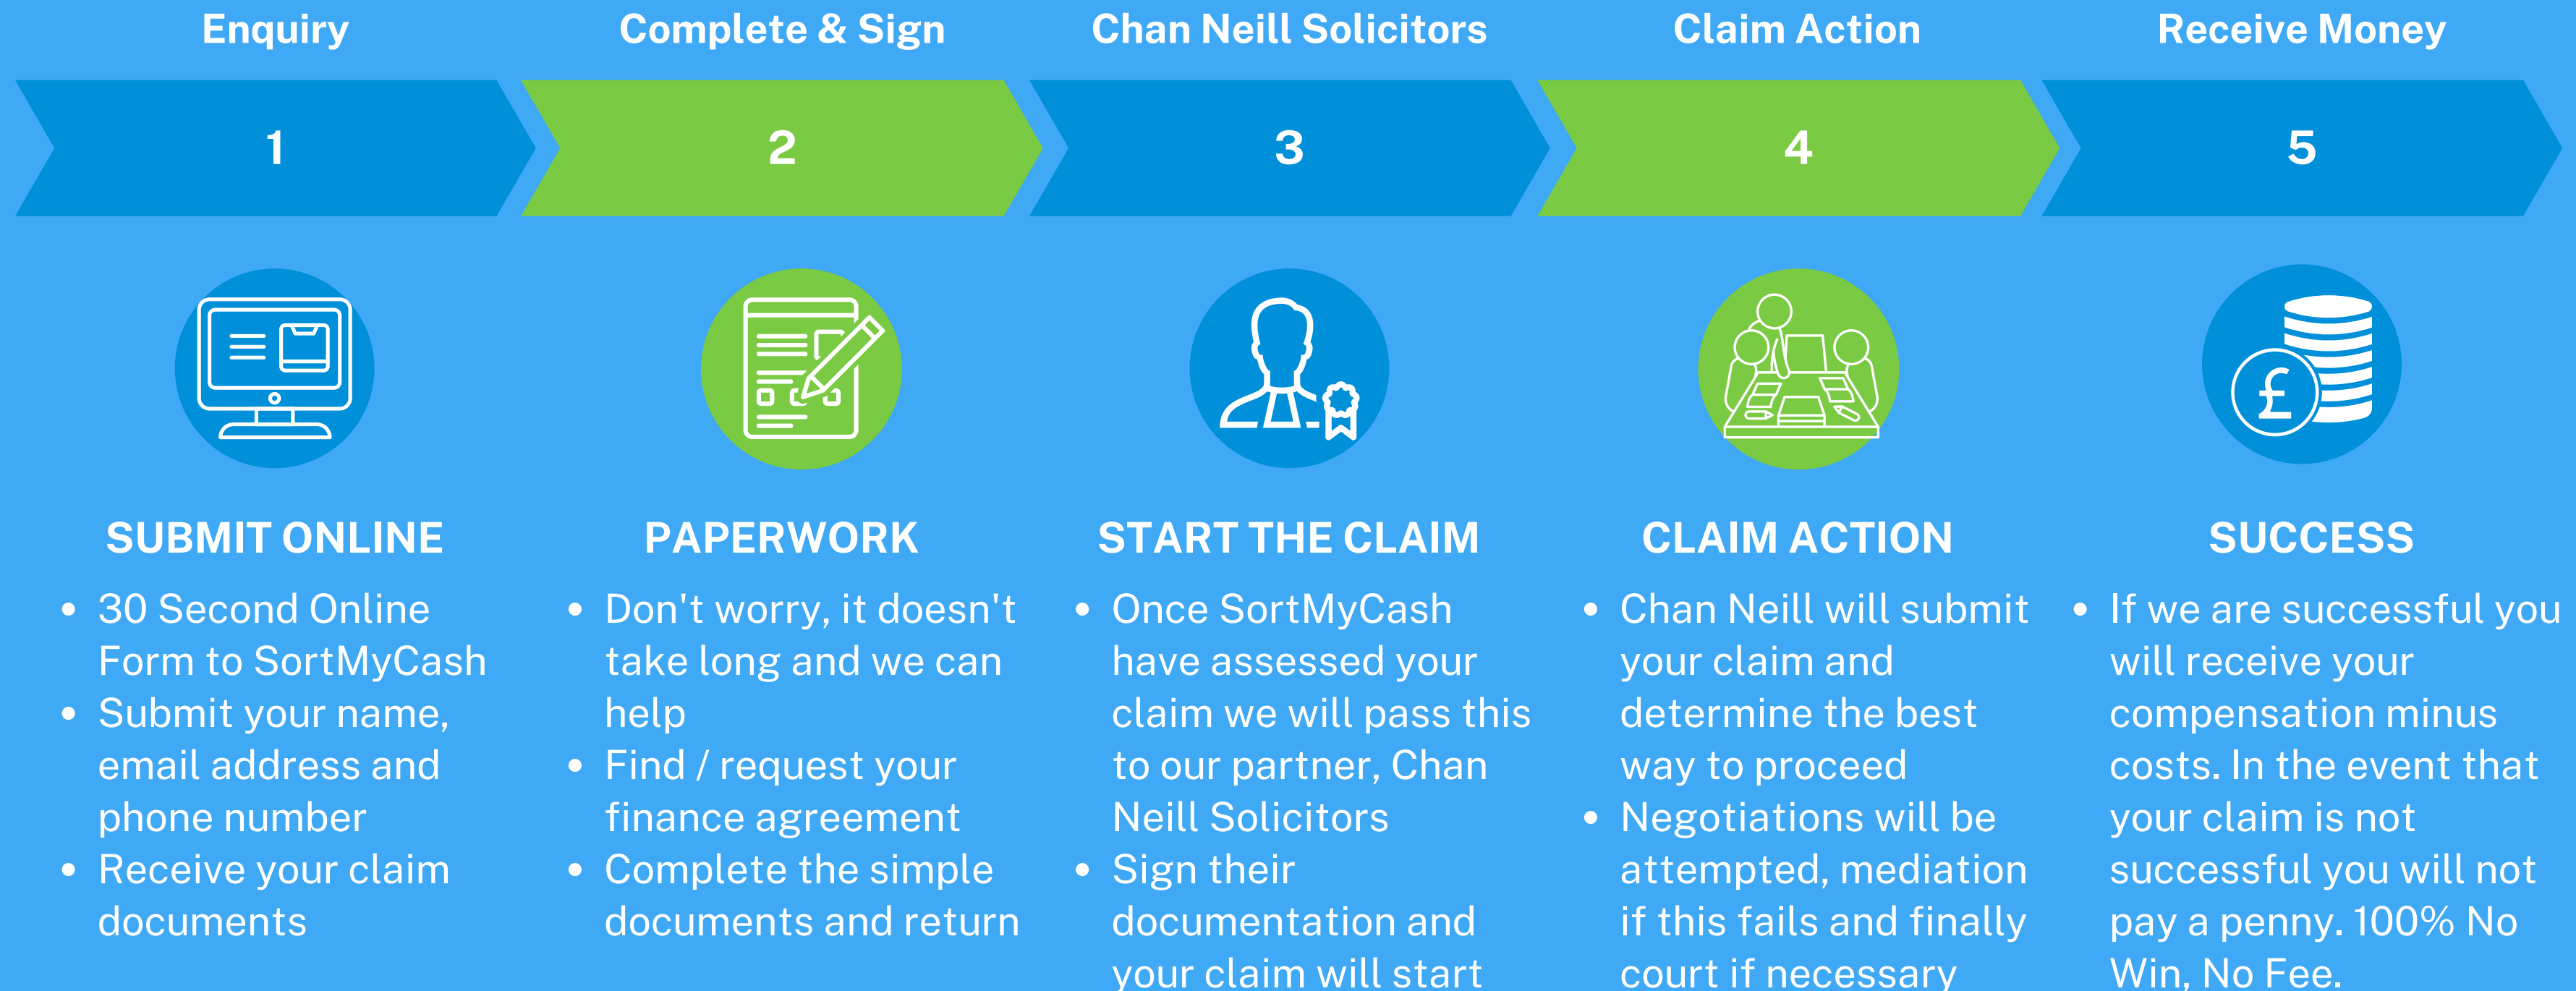 Enquiry
Complete & Sign
Chan Neill Solicitors
Claim Action
Receive Money
1
2
3
4
5
£
SUBMIT ONLINE
• 30 Second Online
Form to SortMyCash
• Submit your name,
email address and
phone number
• Receive your claim
documents
PAPERWORK
• Don't worry, it doesn't
take long and we can
help
• Find / request your
finance agreement
• Complete the simple
documents and return
START THE CLAIM
• Once SortMyCash
have assessed your
claim we will pass this
to our partner, Chan
Neill Solicitors
• Sign their
documentation and
your claim will start
CLAIM ACTION
• Chan Neill will submit
your claim and
determine the best
way to proceed
• Negotiations will be
attempted, mediation
if this fails and finally
court if necessary
SUCCESS
• If we are successful you
will receive your
compensation minus
costs. In the event that
your claim is not
successful you will not
pay a penny. 100% No
Win, No Fee.